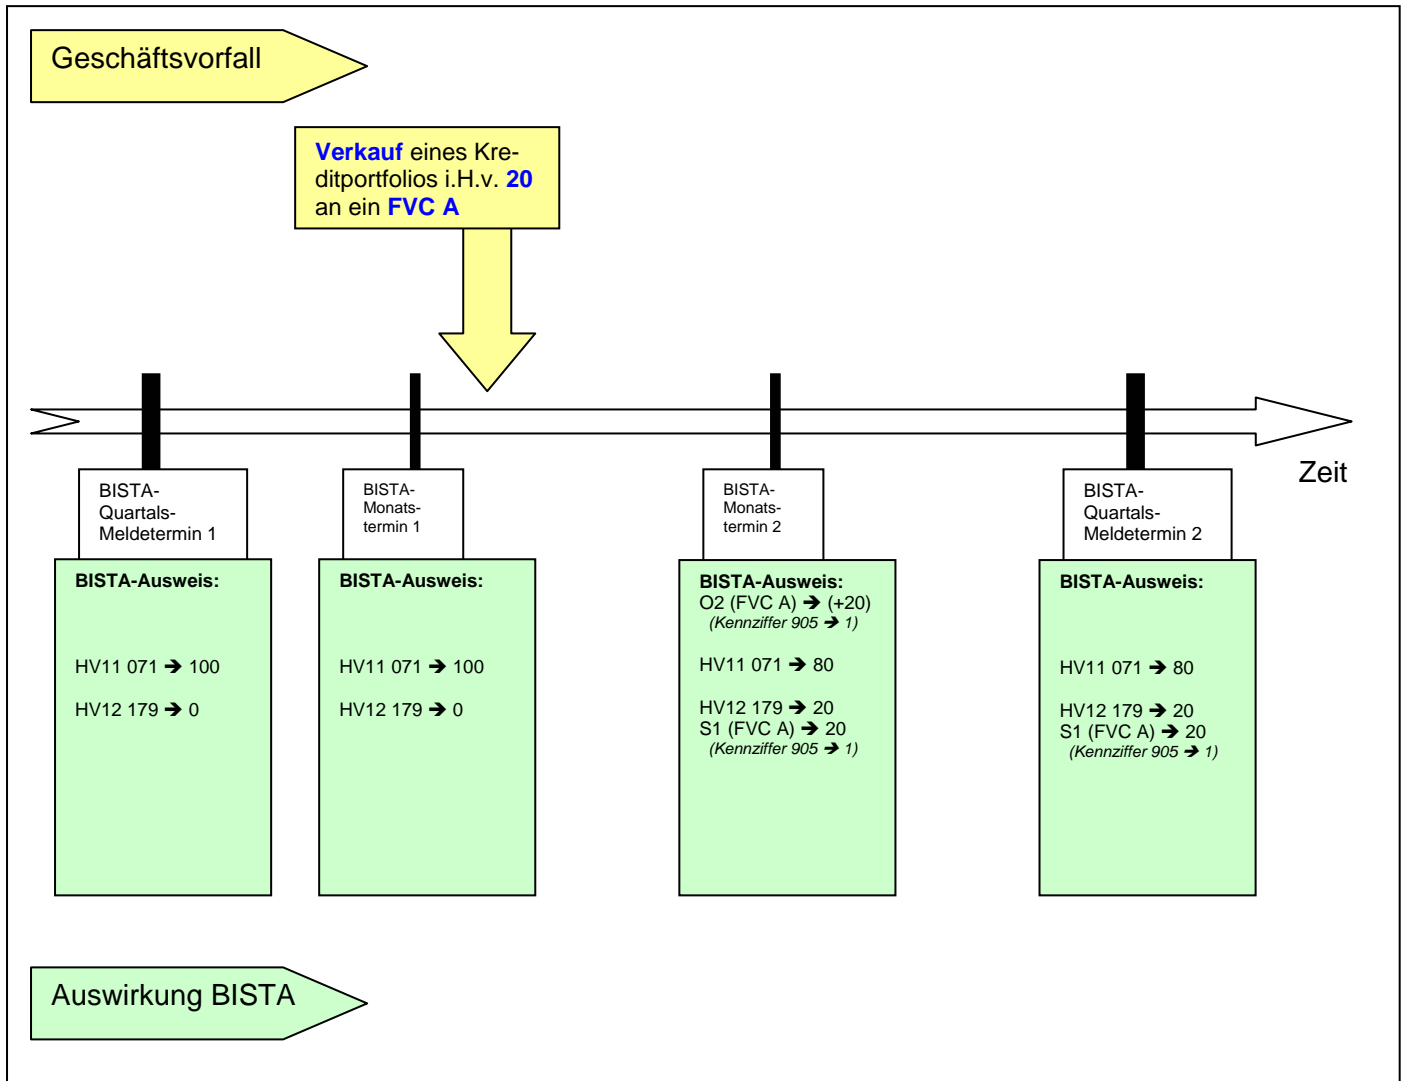 Geschäftsvorfall
Verkauf eines Kre-
ditportfolios i.H.v. 20
an ein FVC A
Zeit
BISTA-
Quartals-
Meldetermin 1
BISTA-Ausweis:
HV11 071 ➔ 100
HV12 179 ➔ 0
BISTA-
Monats-
termin 1
BISTA-Ausweis:
HV11 071 ➔ 100
HV12 179 ➔ 0
BISTA-
Monats-
termin 2
BISTA-Ausweis:
O2 (FVC A) ➔ (+20)
(Kennziffer 905 ➔ 1)
HV11 071 ➔ 80
HV12 179 ➔ 20
S1 (FVC A) ➔ 20
(Kennziffer 905 ➔ 1)
BISTA-
Quartals-
Meldetermin 2
BISTA-Ausweis:
HV11 071 ➔ 80
HV12 179 ➔ 20
S1 (FVC A) ➔ 20
(Kennziffer 905 ➔ 1)
Auswirkung BISTA